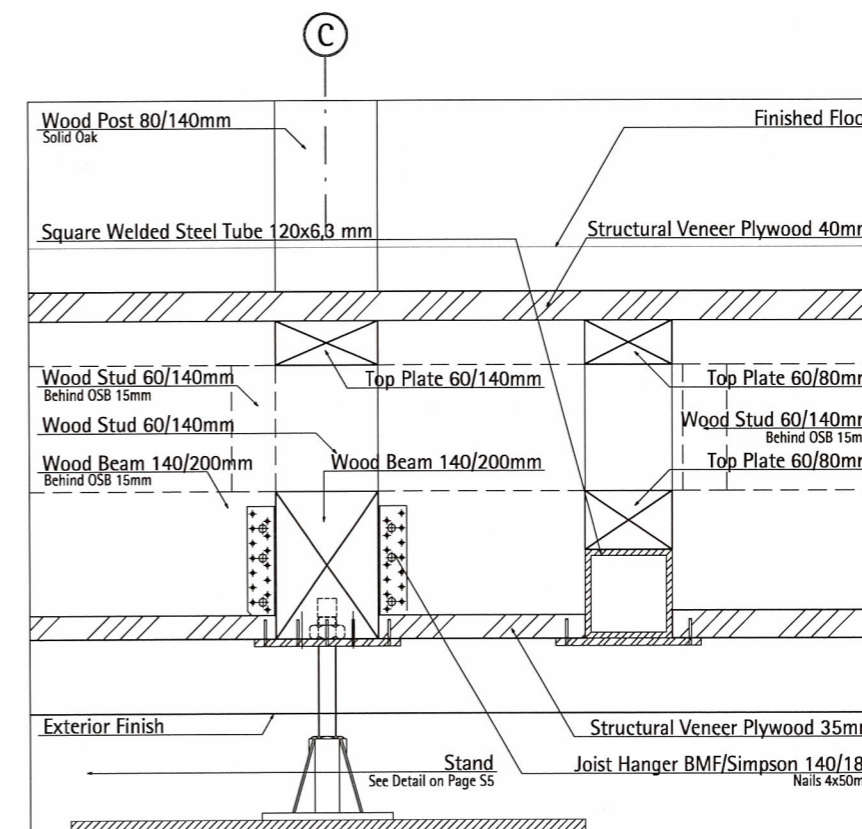 C
Wood Post 80/140mm
Solid Oak
Finished Floo
Square Welded Steel Tube 120x6,3 mm
Structural Veneer Plywood 40mm
Wood Stud 60/140mm
Behind OSB 15mm
Top Plate 60/140mm
Top Plate 60/80mm
Wood Stud 60/140mm
Wood Stud 60/140mm
Behind OSB 15m
Wood Beam 140/200mm
Behind OSB 15mm
Wood Beam 140/200mm
Top Plate 60/80mm
Exterior Finish
Structural Veneer Plywood 35mm
Stand
See Detail on Page S5
Joist Hanger BMF/Simpson 140/18
Nails 4x50m